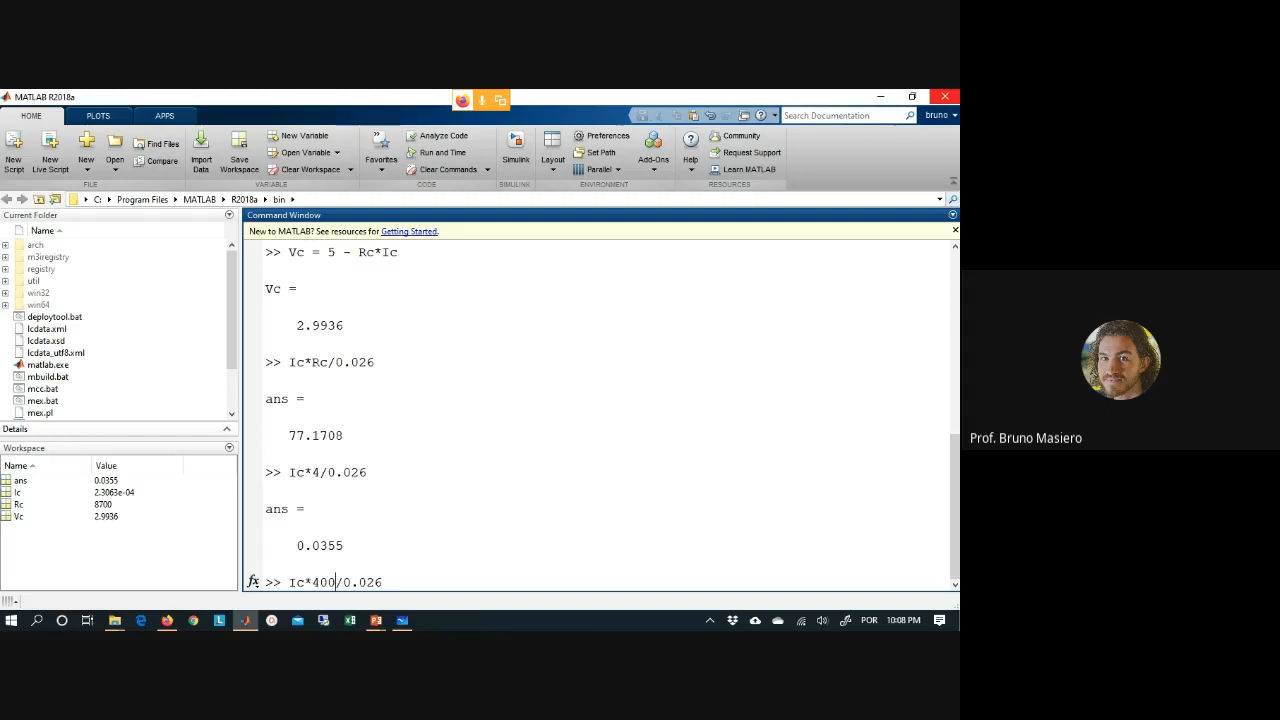 MATLAB R2018a
HOME PLOTS APPS
Search Documentation
bruno
New Script
New Live Script
New
Open
Find Files
Compare
Import Data
Save Workspace
New Variable
Open Variable
Clear Workspace
Favorites
Analyze Code
Run and Time
Clear Commands
Simulink
Layout
Preferences
Set Path
Parallel
Add-Ons
Help
Community
Request Support
Learn MATLAB
FILE VARIABLE CODE SIMULINK ENVIRONMENT RESOURCES
C: Program Files MATLAB R2018a bin
Current Folder
Name
arch
m3iregistry
registry
util
win32
win64
deploytool.bat
lcdata.xml
lcdata.xsd
lcdata_utf8.xml
matlab.exe
mbuild.bat
mcc.bat
mex.bat
mex.pl
Details
Workspace
Name Value
ans 0.0355
Ic 2.3063e-04
Rc 8700
Vc 2.9936
Command Window
New to MATLAB? See resources for Getting Started.
>> Vc = 5 - Rc*Ic
Vc =
2.9936
>> Ic*Rc/0.026
ans =
77.1708
>> Ic*4/0.026
ans =
0.0355
fx >> Ic*400/0.026
POR 10:08 PM
Prof. Bruno Masiero